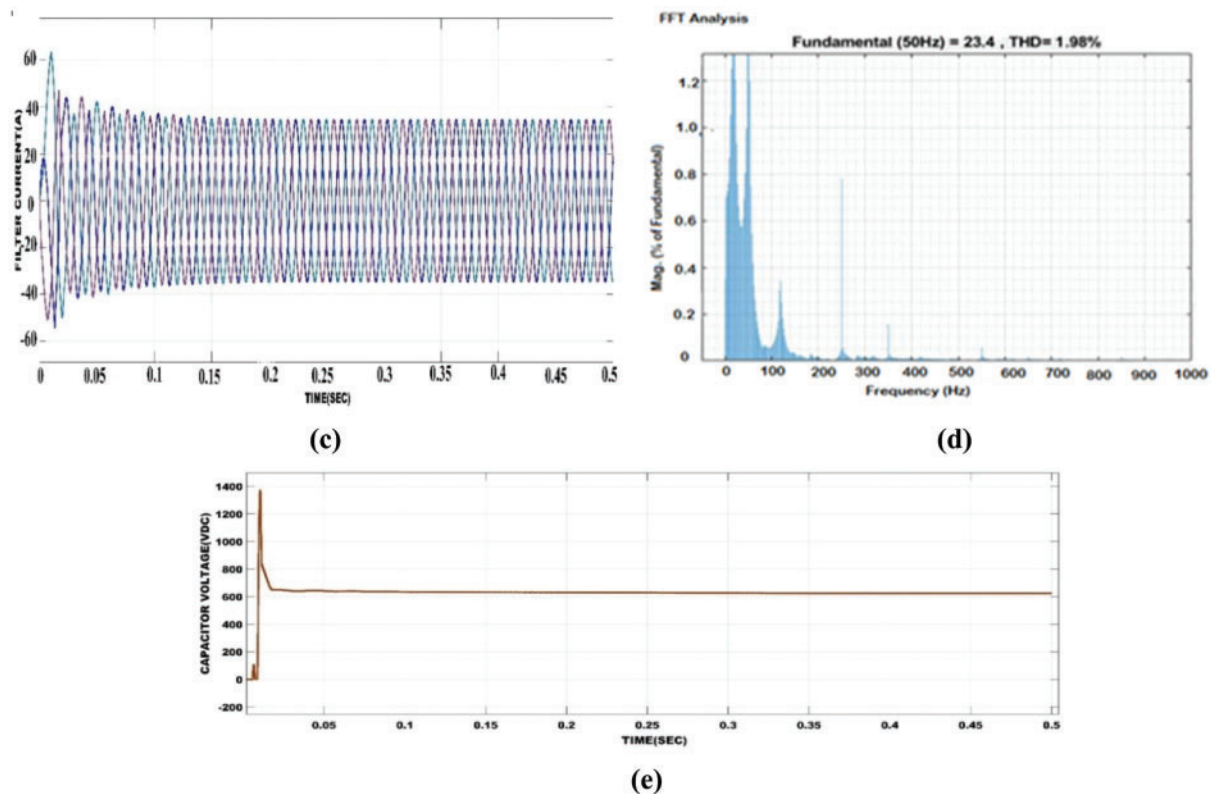 FILTER CURRENT(A)
60
40
20
0
-20
-40
-60
0 0.05 0.1 0.15 0.2 0.25 0.3 0.35 0.4 0.45 0.5
TIME(SEC)
(c)
FFT Analysis
Fundamental (50Hz) = 23.4 , THD= 1.98%
Mag. (% of Fundamental)
1.2
1.0
0.8
0.6
0.4
0.2
0
0 100 200 300 400 500 600 700 800 900 1000
Frequency (Hz)
(d)
CAPACITOR VOLTAGE(VDC)
1400
1200
1000
800
600
400
200
0
-200
0.05 0.1 0.15 0.2 0.25 0.3 0.35 0.4 0.45 0.5
TIME(SEC)
(e)